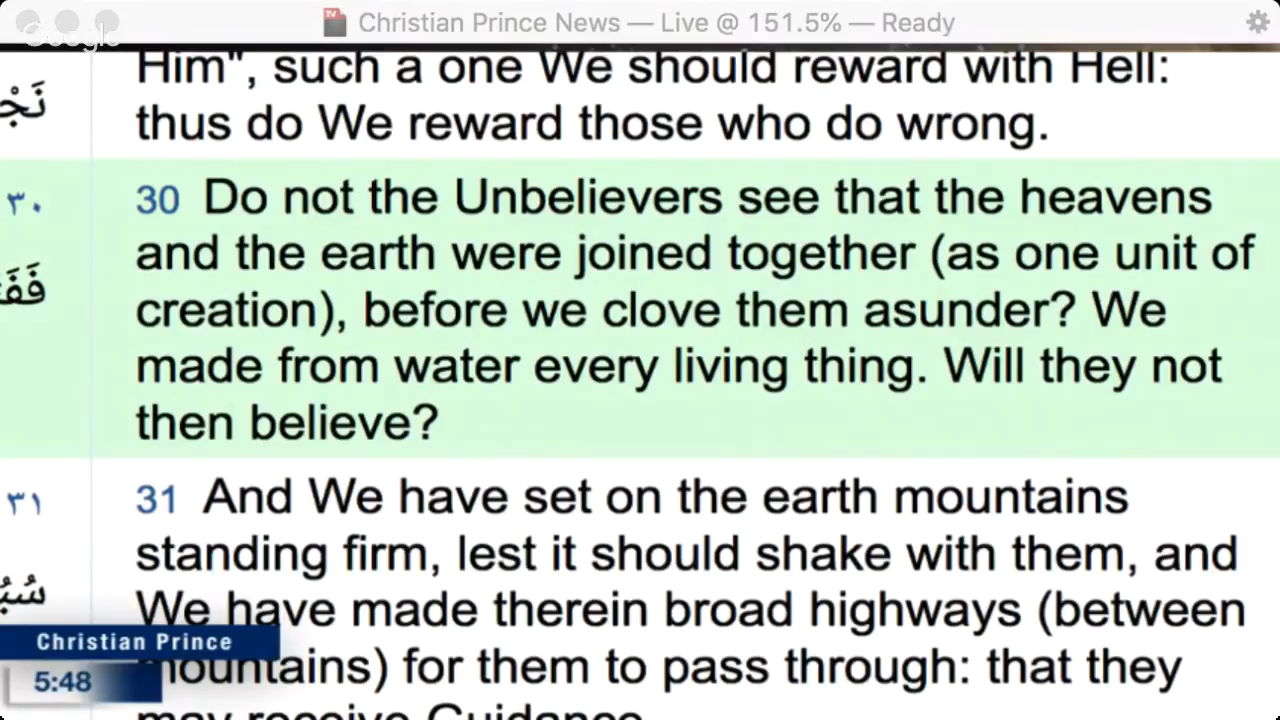 Christian Prince News — Live @ 151.5% — Ready
Google
Him", such a one We should reward with Hell:
thus do We reward those who do wrong.
٣٠
30 Do not the Unbelievers see that the heavens
and the earth were joined together (as one unit of
creation), before we clove them asunder? We
made from water every living thing. Will they not
then believe?
٣١
31 And We have set on the earth mountains
standing firm, lest it should shake with them, and
We have made therein broad highways (between
mountains) for them to pass through: that they
may receive Guidance.
Christian Prince
5:48